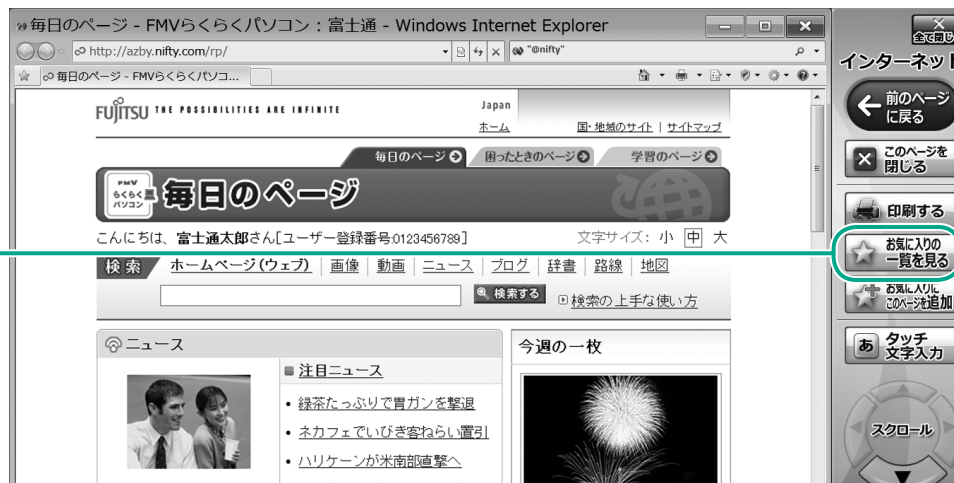 毎日のページ - FMVらくらくパソコン：富士通 - Windows Internet Explorer
http://azby.nifty.com/rp/
"@nifty"
毎日のページ - FMVらくらくパソコ...
FUJITSU THE POSSIBILITIES ARE INFINITE
Japan
ホーム
国・地域のサイト | サイトマップ
毎日のページ
困ったときのページ
学習のページ
FMV
らくらく
パソコン
毎日のページ
こんにちは、富士通太郎さん[ユーザー登録番号:0123456789]
文字サイズ： 小 中 大
検索
ホームページ(ウェブ) | 画像 | 動画 | ニュース | ブログ | 辞書 | 路線 | 地図
検索する
検索の上手な使い方
ニュース
注目ニュース
・緑茶たっぷりで胃ガンを撃退
・ネカフェでいびき客ねらい置引
・ハリケーンが米南部直撃へ
今週の一枚
全て閉じ
インターネット
前のページ
に戻る
このページを
閉じる
印刷する
お気に入りの
一覧を見る
お気に入りに
このページを追加
あ
タッチ
文字入力
スクロール